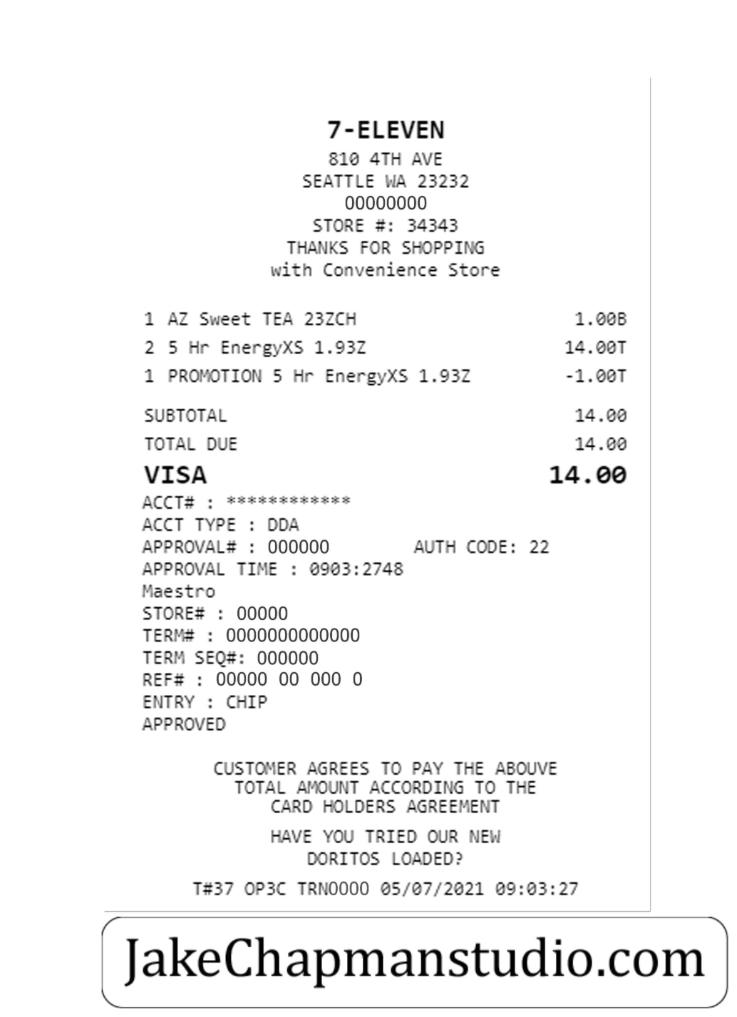 7-ELEVEN
810 4TH AVE
SEATTLE WA 23232
00000000
STORE #: 34343
THANKS FOR SHOPPING
with Convenience Store
1 AZ Sweet TEA 23ZCH 1.00B
2 5 Hr EnergyXS 1.93Z 14.00T
1 PROMOTION 5 Hr EnergyXS 1.93Z -1.00T
SUBTOTAL 14.00
TOTAL DUE 14.00
VISA 14.00
ACCT# : ************
ACCT TYPE : DDA
APPROVAL# : 000000 AUTH CODE: 22
APPROVAL TIME : 0903:2748
Maestro
STORE# : 00000
TERM# : 0000000000000
TERM SEQ#: 000000
REF# : 00000 00 000 0
ENTRY : CHIP
APPROVED
CUSTOMER AGREES TO PAY THE ABOUVE
TOTAL AMOUNT ACCORDING TO THE
CARD HOLDERS AGREEMENT
HAVE YOU TRIED OUR NEW
DORITOS LOADED?
T#37 OP3C TRN0000 05/07/2021 09:03:27
JakeChapmanstudio.com